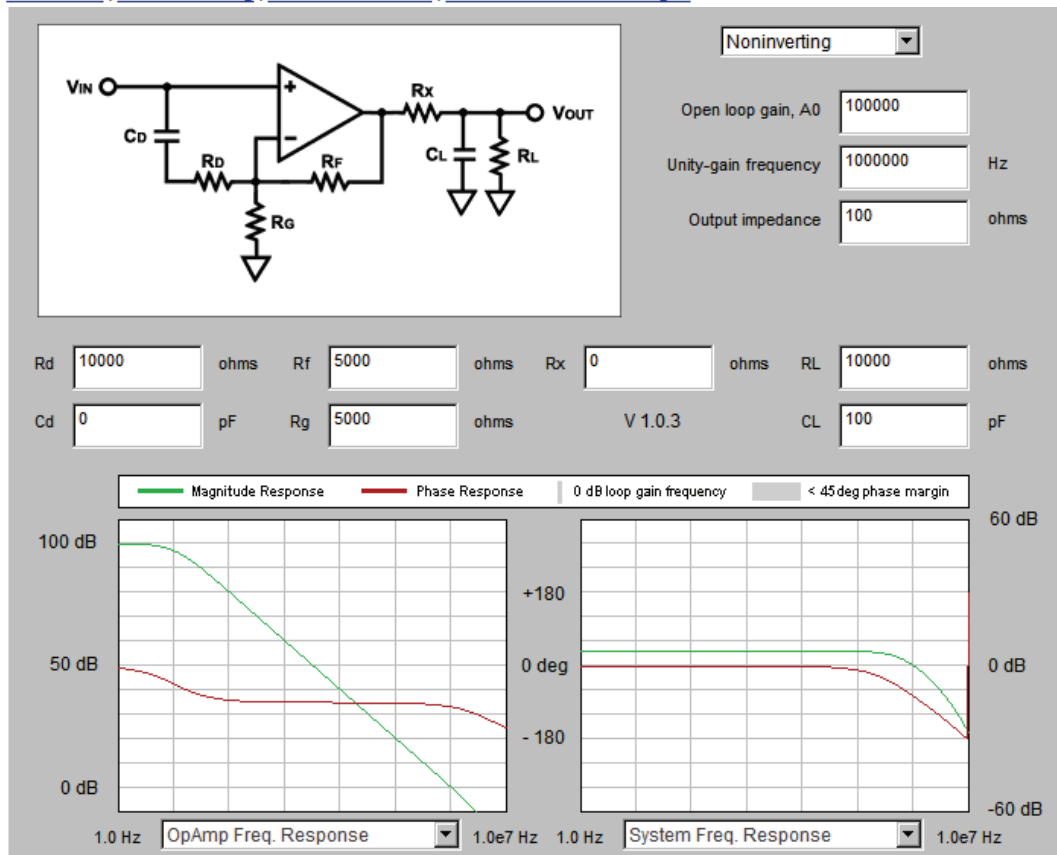 Noninverting
VIN
CD
RD
RF
RG
RX
CL
RL
VOUT
+
−
Open loop gain, A0 100000
Unity-gain frequency 1000000 Hz
Output impedance 100 ohms
Rd 10000 ohms Rf 5000 ohms Rx 0 ohms RL 10000 ohms
Cd 0 pF Rg 5000 ohms V 1.0.3 CL 100 pF
Magnitude Response Phase Response 0 dB loop gain frequency < 45deg phase margin
100 dB
50 dB
0 dB
+180
0 deg
- 180
60 dB
0 dB
-60 dB
1.0 Hz OpAmp Freq. Response 1.0e7 Hz 1.0 Hz System Freq. Response 1.0e7 Hz